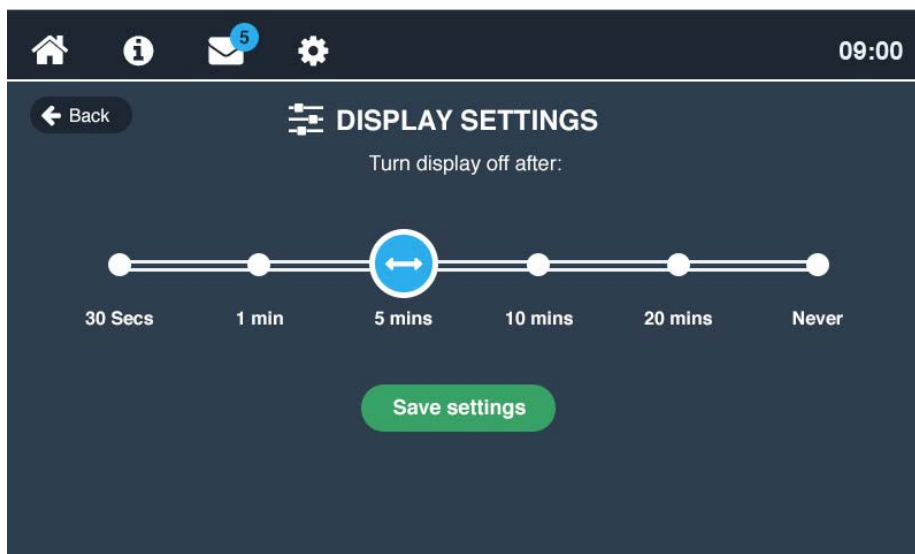 5
09:00
Back
DISPLAY SETTINGS
Turn display off after:
30 Secs 1 min 5 mins 10 mins 20 mins Never
Save settings